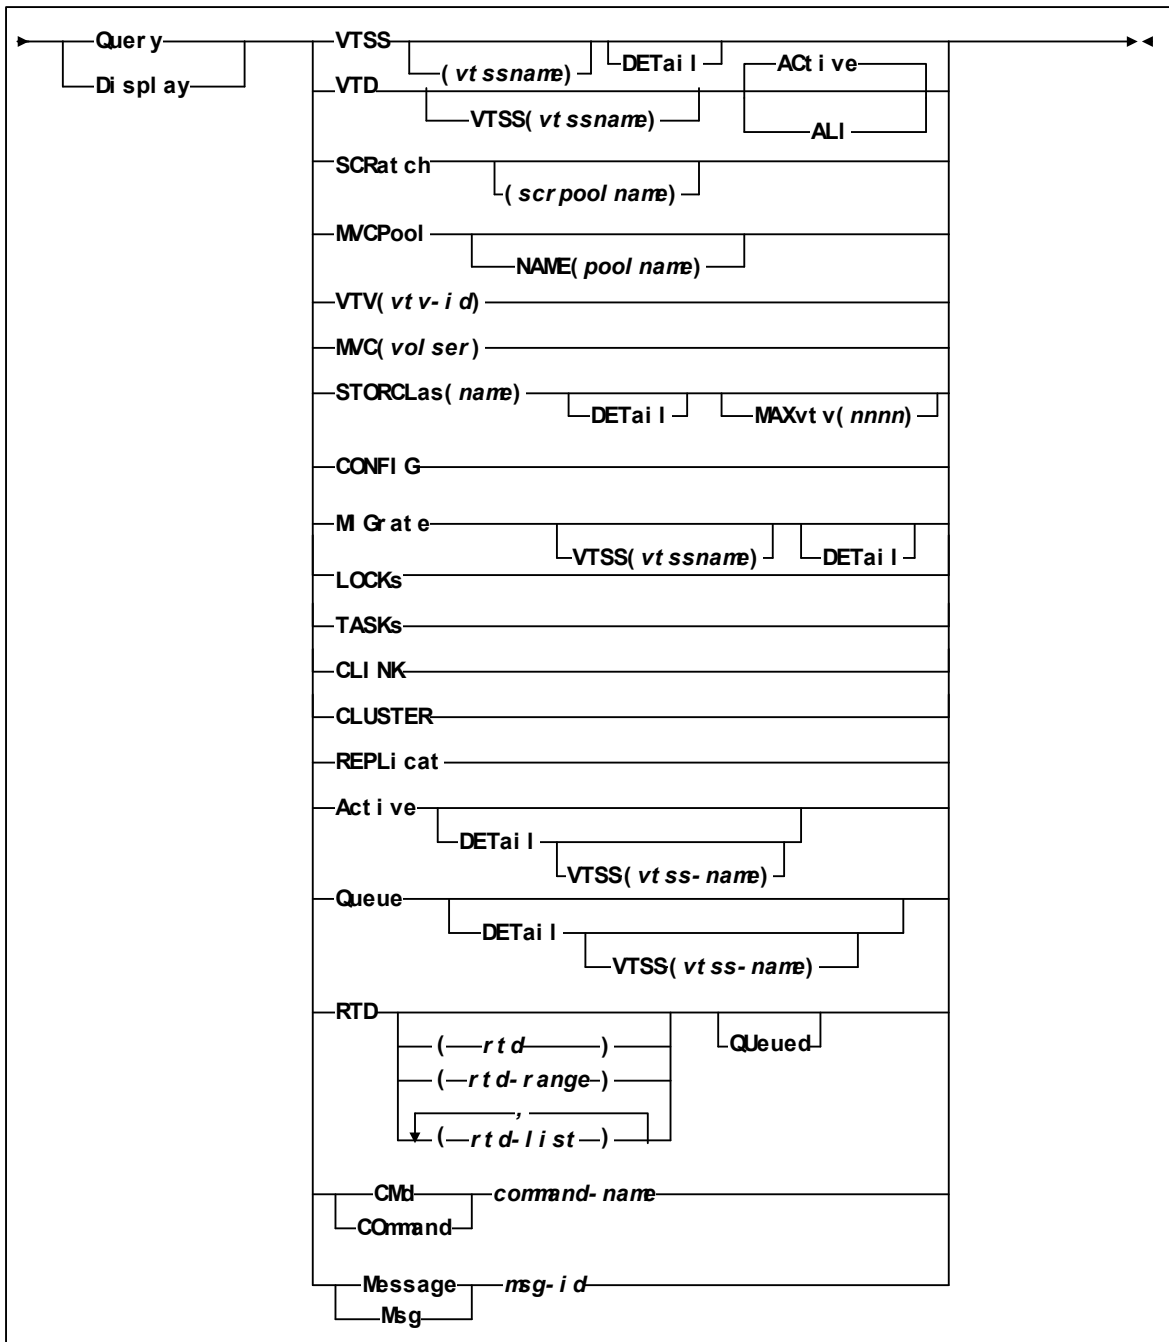 Query VTSS (vtssname) DETail ACtive
Display VTD VTSS(vtssname) ALl
SCRatch
(scrpoolname)
MVCPool
NAME(poolname)
VTV(vtv-id)
MVC(volser)
STORCLas(name)
DETail MAXvtv(nnnn)
CONFIG
MIGrate
VTSS(vtssname) DETail
LOCKs
TASKs
CLINK
CLUSTER
REPLicat
Active
DETail
VTSS(vtss-name)
Queue
DETail
VTSS(vtss-name)
RTD
(rtd) QUeued
(rtd-range)
,
(rtd-list)
CMd command-name
COmmand
Message msg-id
Msg